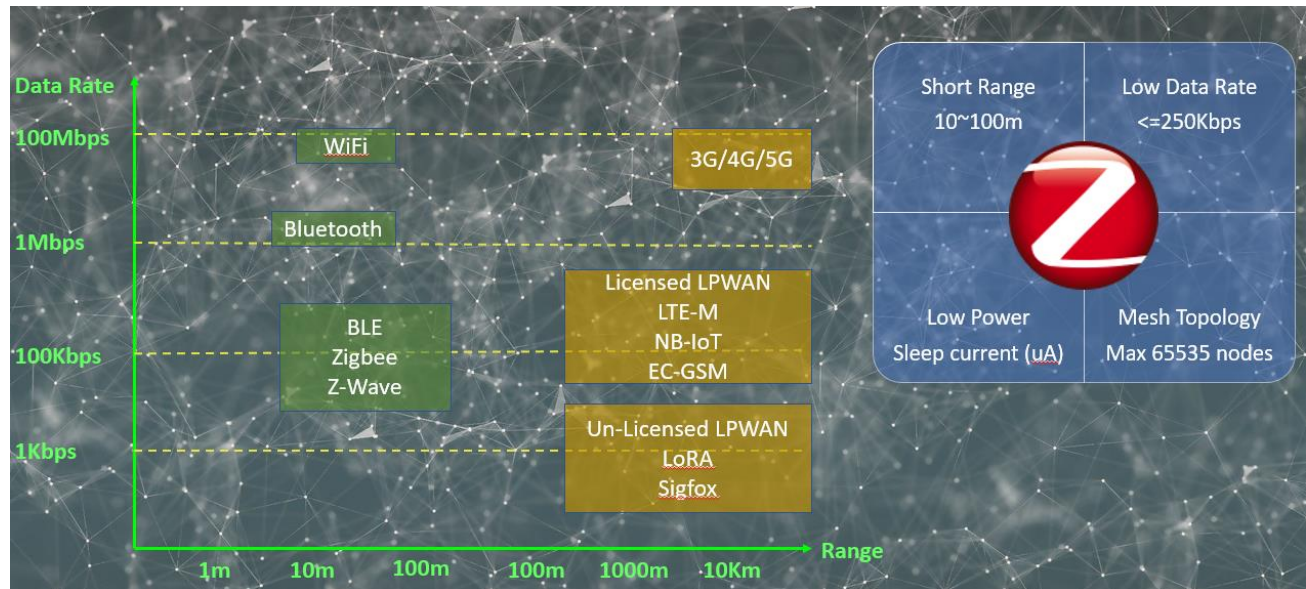 Data Rate
100Mbps
WiFi
3G/4G/5G
Bluetooth
1Mbps
Licensed LPWAN
LTE-M
NB-IoT
EC-GSM
BLE
Zigbee
Z-Wave
100Kbps
Un-Licensed LPWAN
LoRA
Sigfox
1Kbps
Range
1m 10m 100m 100m 1000m 10Km
Short Range
10~100m
Low Data Rate
<=250Kbps
Z
Low Power
Sleep current (uA)
Mesh Topology
Max 65535 nodes